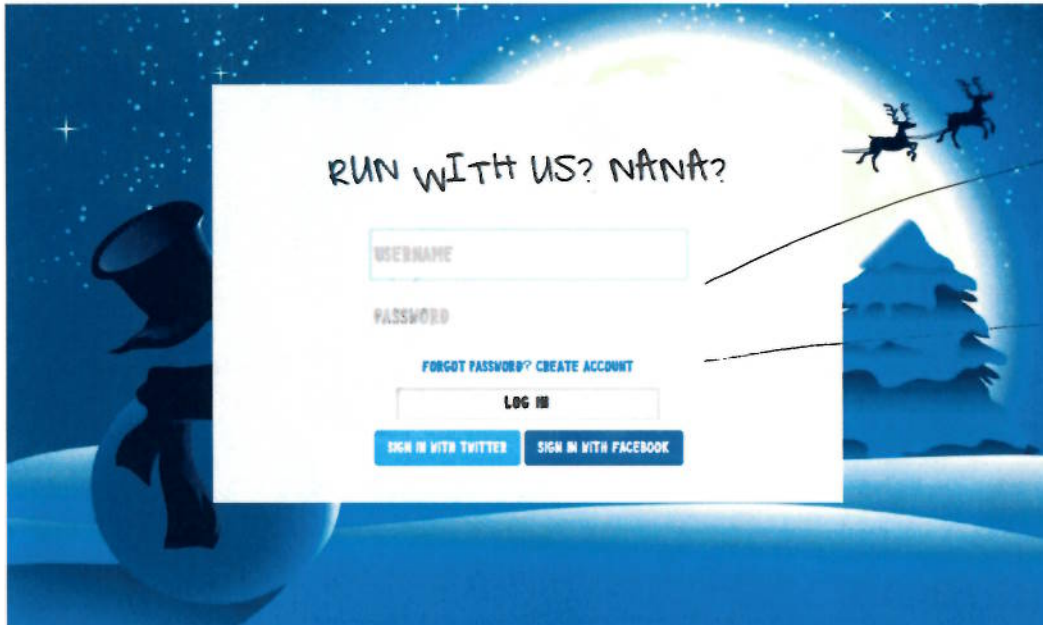 RUN WITH US? NANA?
USERNAME
PASSWORD
FORGOT PASSWORD? CREATE ACCOUNT
LOG IN
SIGN IN WITH TWITTER SIGN IN WITH FACEBOOK